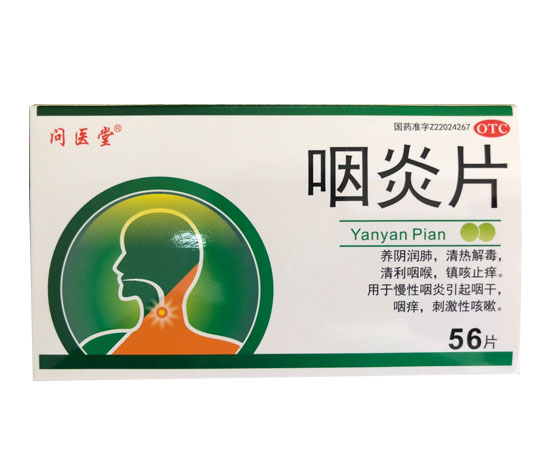 问医堂®
国药准字Z22024267 OTC
咽炎片
Yanyan Pian
养阴润肺，清热解毒，
清利咽喉，镇咳止痒。
用于慢性咽炎引起咽干，
咽痒，刺激性咳嗽。
56片